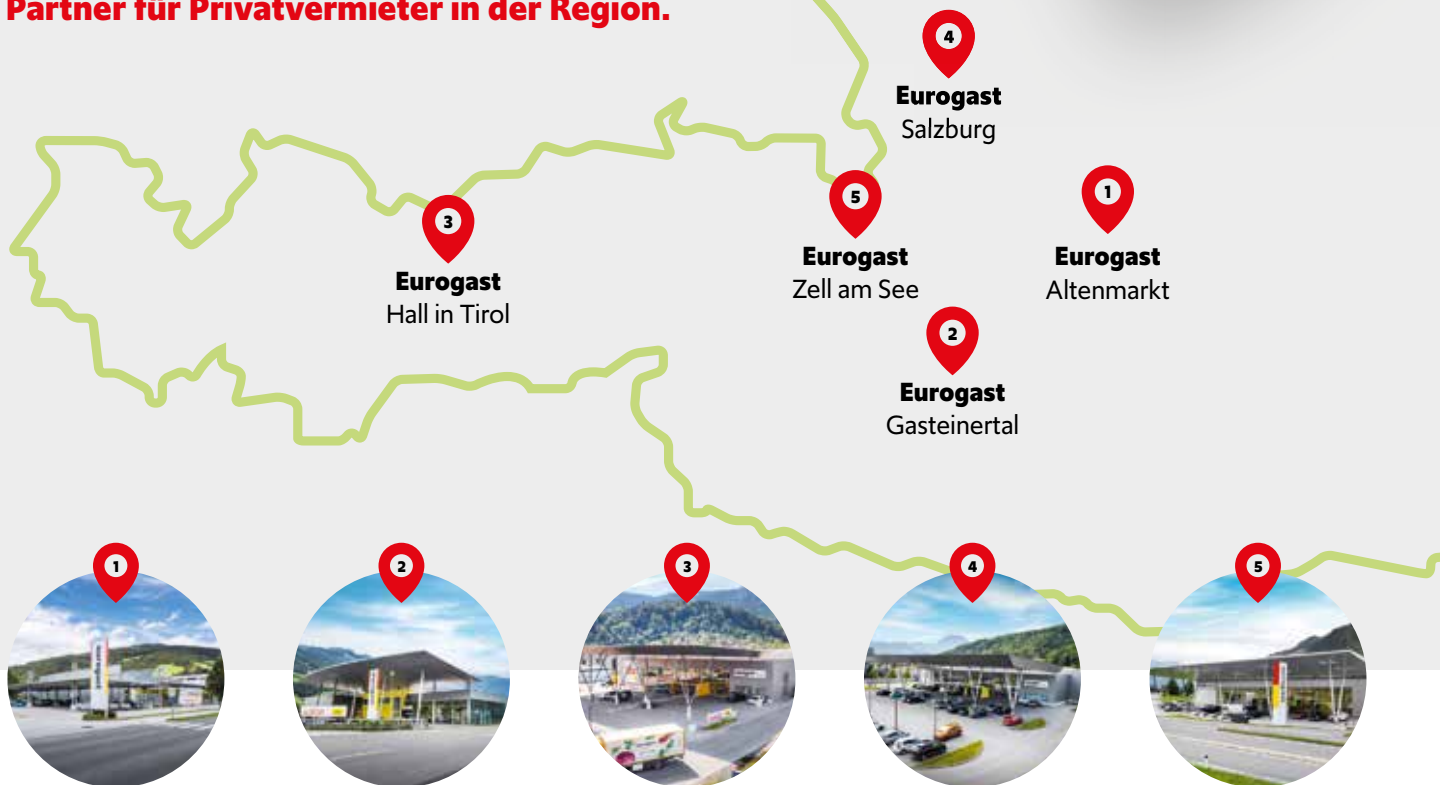 Partner für Privatvermieter in der Region.
4
Eurogast
Salzburg
1
Eurogast
Altenmarkt
5
Eurogast
Zell am See
3
Eurogast
Hall in Tirol
2
Eurogast
Gasteinertal
1
2
3
4
5